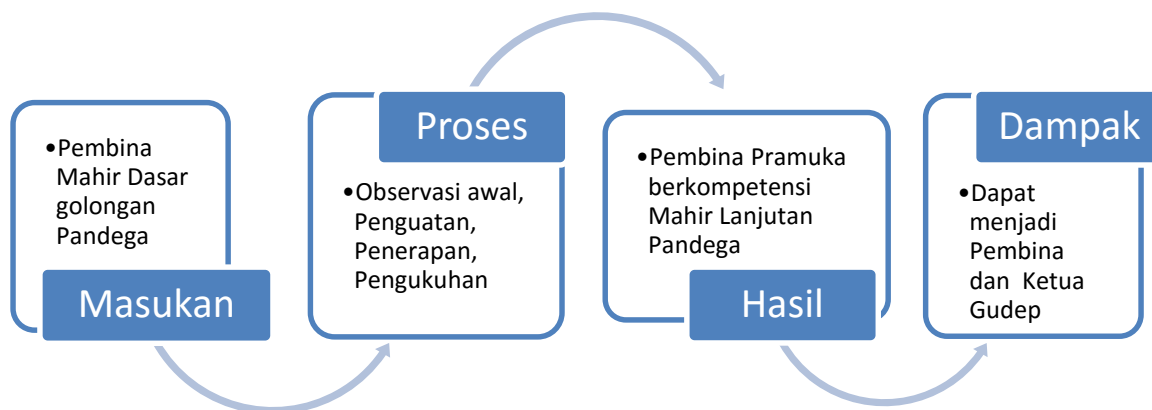 •Pembina
Mahir Dasar
golongan
Pandega
Masukan
Proses
•Observasi awal,
Penguatan,
Penerapan,
Pengukuhan
•Pembina Pramuka
berkompetensi
Mahir Lanjutan
Pandega
Hasil
Dampak
•Dapat
menjadi
Pembina
dan Ketua
Gudep